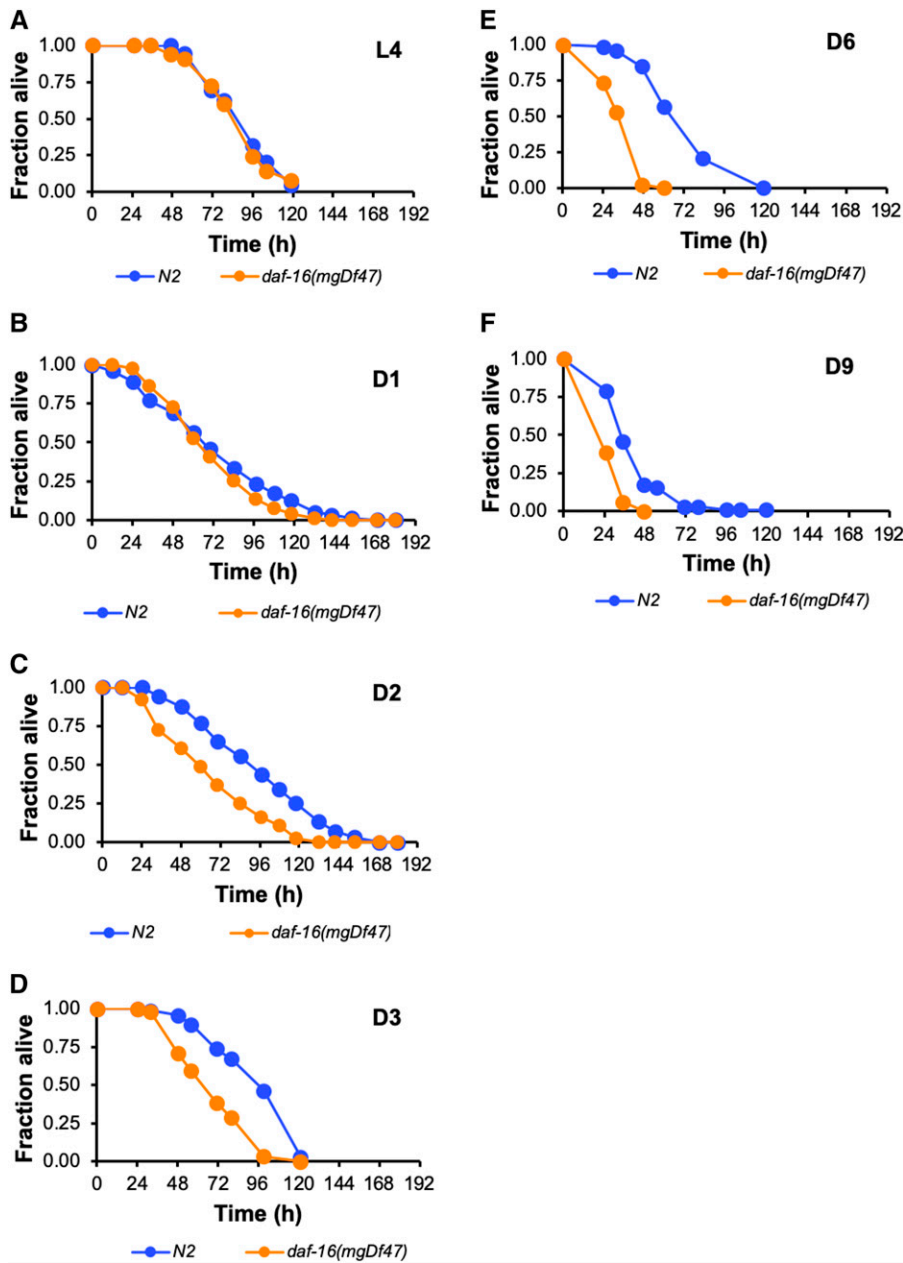 A
L4
Fraction alive
1.00
0.75
0.50
0.25
0.00
0 24 48 72 96 120 144 168 192
Time (h)
N2 daf-16(mgDf47)
B
D1
Fraction alive
1.00
0.75
0.50
0.25
0.00
0 24 48 72 96 120 144 168 192
Time (h)
N2 daf-16(mgDf47)
C
D2
Fraction alive
1.00
0.75
0.50
0.25
0.00
0 24 48 72 96 120 144 168 192
Time (h)
N2 daf-16(mgDf47)
D
D3
Fraction alive
1.00
0.75
0.50
0.25
0.00
0 24 48 72 96 120 144 168 192
Time (h)
N2 daf-16(mgDf47)
E
D6
Fraction alive
1.00
0.75
0.50
0.25
0.00
0 24 48 72 96 120 144 168 192
Time (h)
N2 daf-16(mgDf47)
F
D9
Fraction alive
1.00
0.75
0.50
0.25
0.00
0 24 48 72 96 120 144 168 192
Time (h)
N2 daf-16(mgDf47)